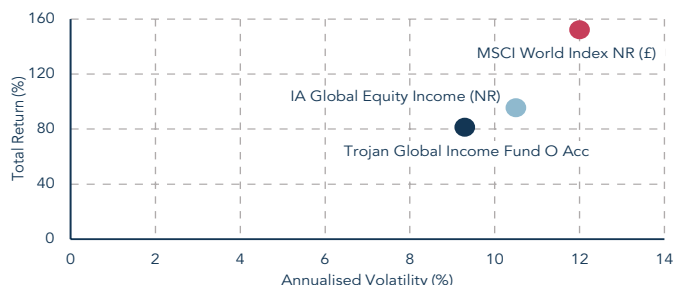 160
MSCI World Index NR (£)
120
IA Global Equity Income (NR)
80
Trojan Global Income Fund O Acc
40
0
Total Return (%)
0 2 4 6 8 10 12 14
Annualised Volatility (%)